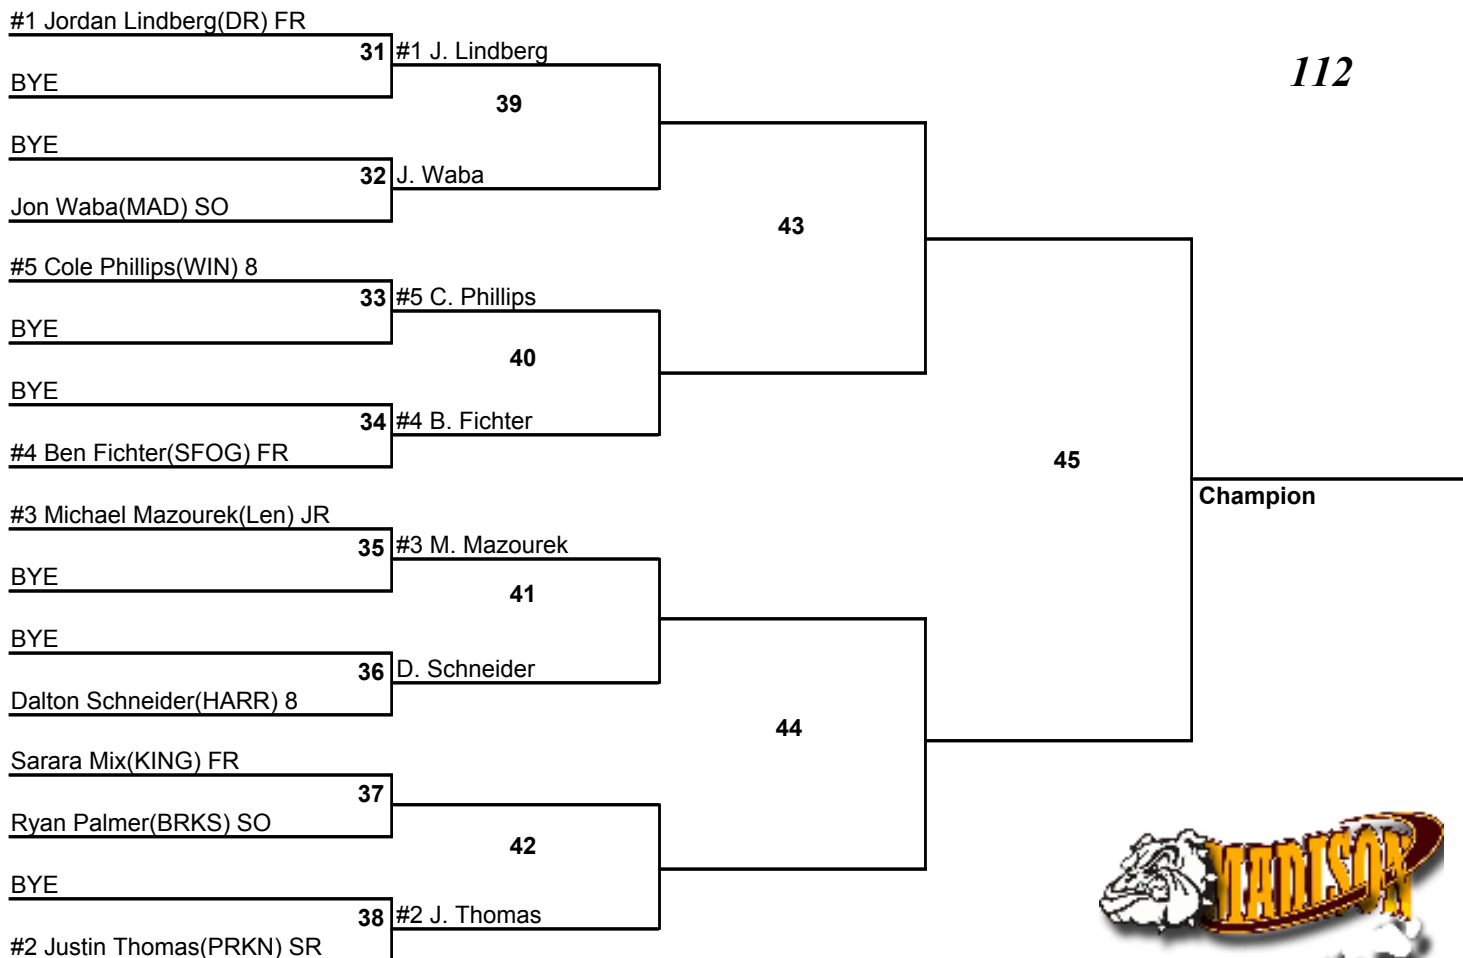 #1 Jordan Lindberg(DR) FR
31 #1 J. Lindberg
112
BYE
39
BYE
32 J. Waba
Jon Waba(MAD) SO
43
#5 Cole Phillips(WIN) 8
33 #5 C. Phillips
BYE
40
BYE
34 #4 B. Fichter
#4 Ben Fichter(SFOG) FR
45
Champion
#3 Michael Mazourek(Len) JR
35 #3 M. Mazourek
BYE
41
BYE
36 D. Schneider
Dalton Schneider(HARR) 8
44
Sarara Mix(KING) FR
37
Ryan Palmer(BRKS) SO
42
BYE
38 #2 J. Thomas
#2 Justin Thomas(PRKN) SR
MADISON